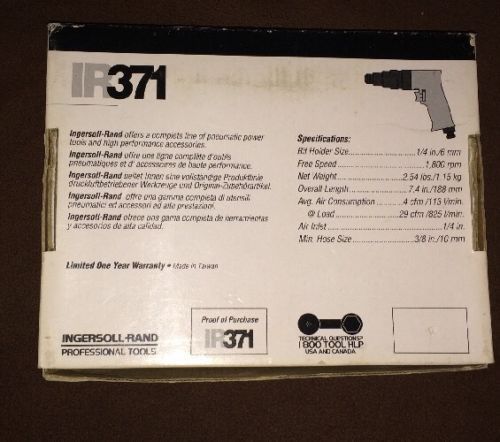 IR371
Ingersoll-Rand offers a complete line of pneumatic power
tools and high performance accessories.
Ingersoll-Rand offre une ligne complète d'outils
pneumatiques et d' accessoires de haute performance.
Ingersoll-Rand bietet Ihnen eine vollständige Produktlinie
druckluftbetriebener Werkzeuge und Original-Zubehörartikel.
Ingersoll-Rand offre una gamma completa di utensili
pneumatici ed accessori ed alte prestazioni.
Ingersoll-Rand ofrece una gama completa de herramientas
y accesorios de alta calidad.
Limited One Year Warranty • Made in Taiwan
Specifications:
Bit Holder Size 1/4 in./6 mm
Free Speed 1,800 rpm
Net Weight 2.54 lbs./1.15 kg
Overall Length 7.4 in./188 mm
Avg. Air Consumption 4 cfm /115 l/min.
@ Load 29 cfm /825 l/min.
Air Inlet 1/4 in.
Min. Hose Size 3/8 in./10 mm
INGERSOLL-RAND
PROFESSIONAL TOOLS
Proof of Purchase
IR371
TECHNICAL QUESTIONS?
1 800 TOOL HLP
USA AND CANADA